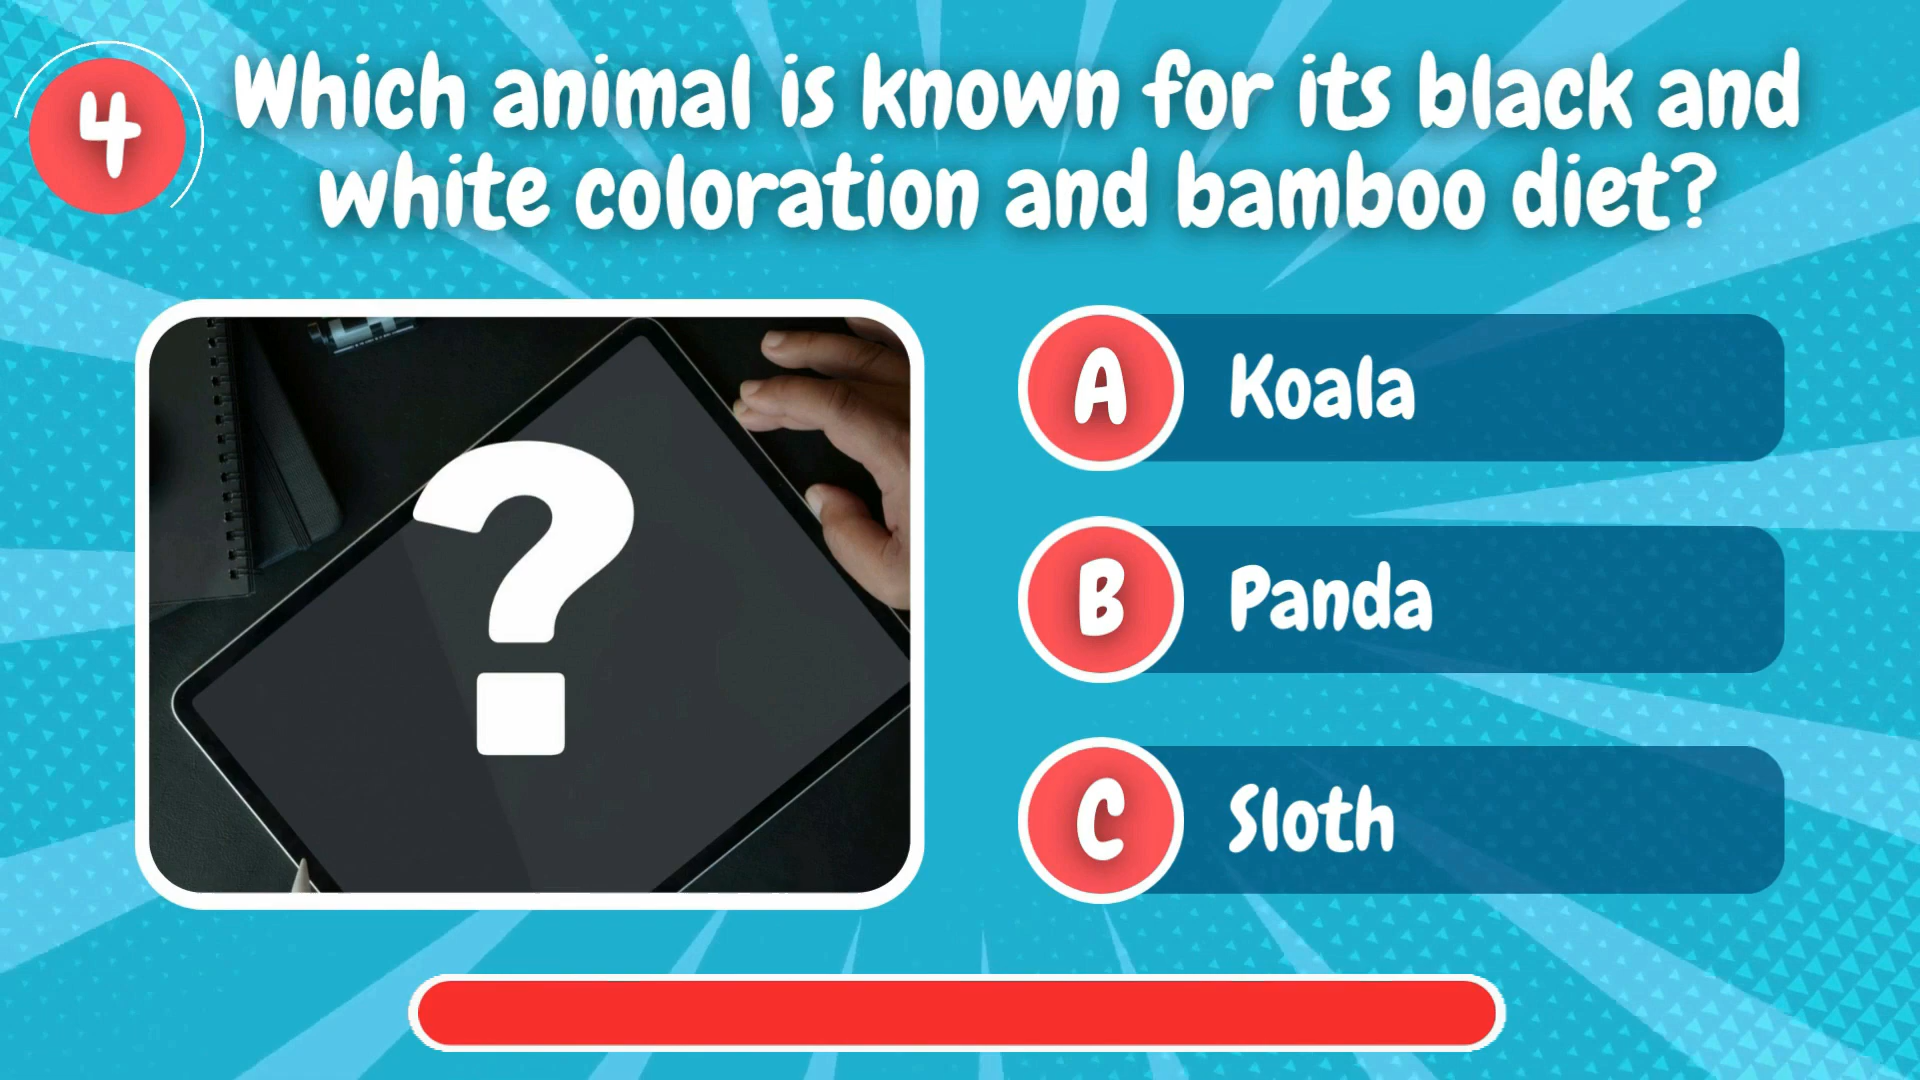 4
Which animal is known for its black and
white coloration and bamboo diet?
?
A Koala
B Panda
C Sloth